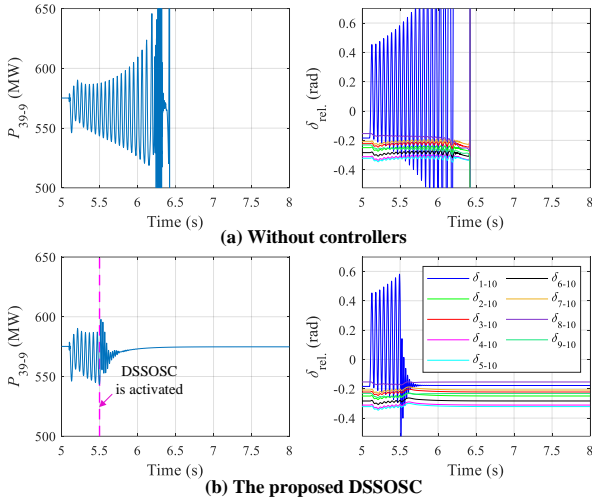 650
600
550
500
P39-9 (MW)
5 5.5 6 6.5 7 7.5 8
Time (s)
0.6
0.4
0.2
0
-0.2
-0.4
δrel. (rad)
5 5.5 6 6.5 7 7.5 8
Time (s)
(a) Without controllers
650
600
550
500
P39-9 (MW)
DSSOSC
is activated
5 5.5 6 6.5 7 7.5 8
Time (s)
0.6
0.4
0.2
0
-0.2
-0.4
δrel. (rad)
δ1-10 δ6-10
δ2-10 δ7-10
δ3-10 δ8-10
δ4-10 δ9-10
δ5-10
5 5.5 6 6.5 7 7.5 8
Time (s)
(b) The proposed DSSOSC